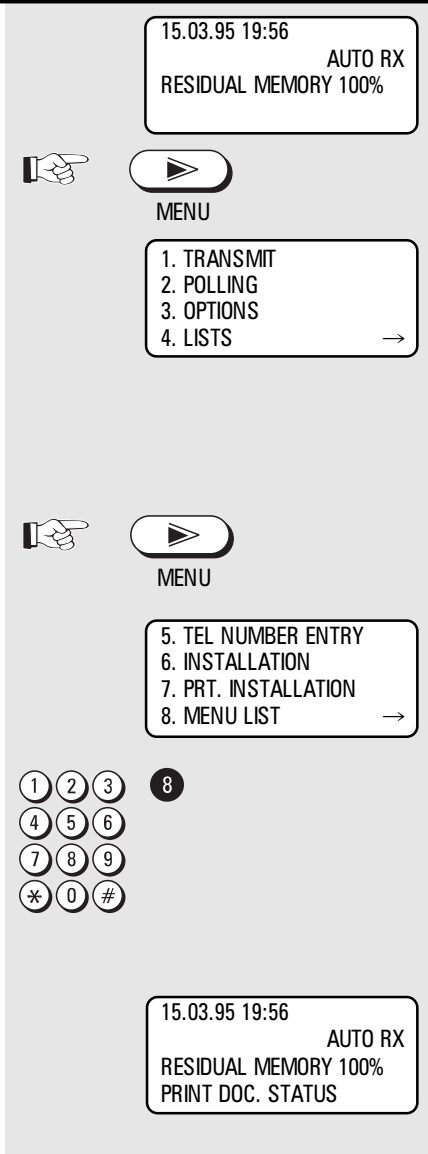 15.03.95 19:56
AUTO RX
RESIDUAL MEMORY 100%
MENU
1. TRANSMIT
2. POLLING
3. OPTIONS
4. LISTS →
MENU
5. TEL NUMBER ENTRY
6. INSTALLATION
7. PRT. INSTALLATION
8. MENU LIST →
1 2 3 8
4 5 6
7 8 9
* 0 #
15.03.95 19:56
AUTO RX
RESIDUAL MEMORY 100%
PRINT DOC. STATUS